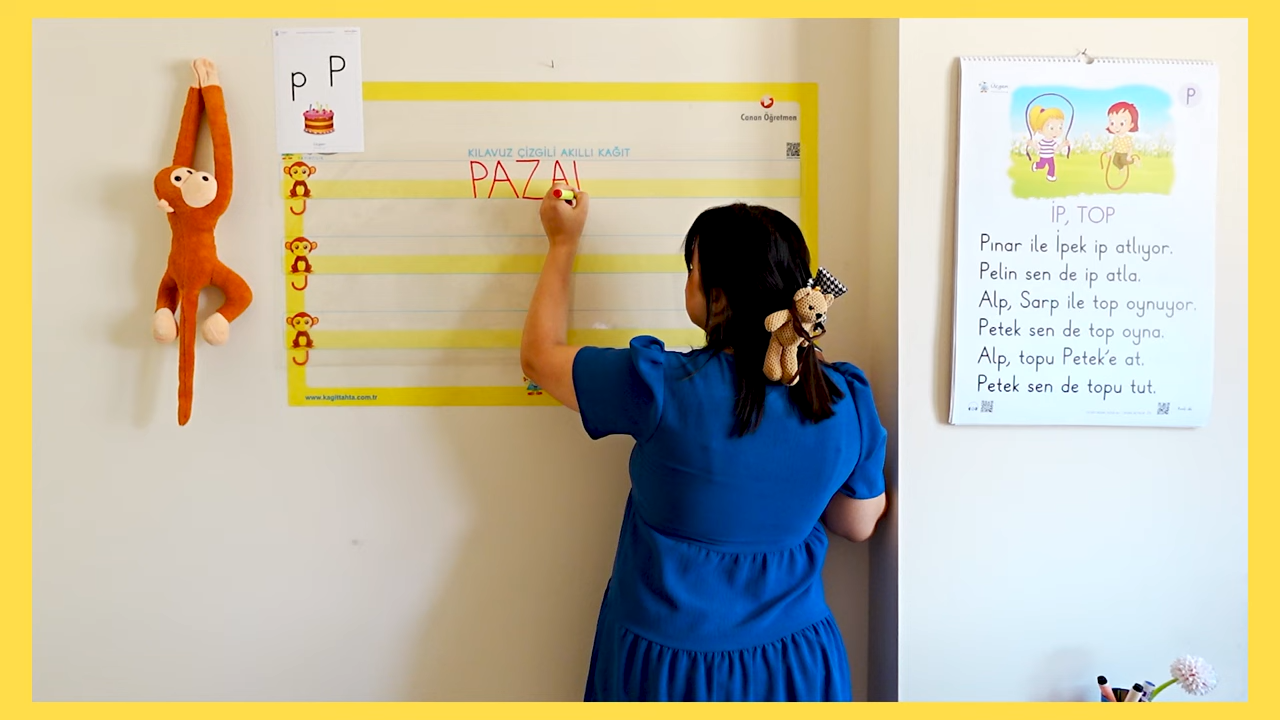 p P
Canan Öğretmen
KILAVUZ ÇİZGİLİ AKILLI KAĞIT
PAZA
www.kagittahta.com.tr
P
İP, TOP
Pınar ile İpek ip atlıyor.
Pelin sen de ip atla.
Alp, Sarp ile top oynuyor.
Petek sen de top oyna.
Alp, topu Petek'e at.
Petek sen de topu tut.